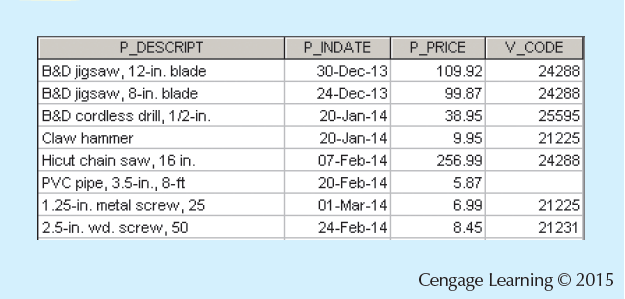 P_DESCRIPT P_INDATE P_PRICE V_CODE
B&D jigsaw, 12-in. blade 30-Dec-13 109.92 24288
B&D jigsaw, 8-in. blade 24-Dec-13 99.87 24288
B&D cordless drill, 1/2-in. 20-Jan-14 38.95 25595
Claw hammer 20-Jan-14 9.95 21225
Hicut chain saw, 16 in. 07-Feb-14 256.99 24288
PVC pipe, 3.5-in., 8-ft 20-Feb-14 5.87
1.25-in. metal screw, 25 01-Mar-14 6.99 21225
2.5-in. wd. screw, 50 24-Feb-14 8.45 21231
Cengage Learning © 2015